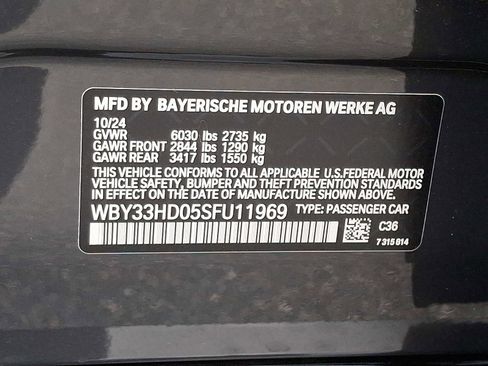 MFD BY BAYERISCHE MOTOREN WERKE AG
10/24
GVWR 6030 lbs 2735 kg
GAWR FRONT 2844 lbs 1290 kg
GAWR REAR 3417 lbs 1550 kg
THIS VEHICLE CONFORMS TO ALL APPLICABLE U.S.FEDERAL MOTOR
VEHICLE SAFETY, BUMPER, AND THEFT PREVENTION STANDARDS
IN EFFECT ON THE DATE OF MANUFACTURE SHOWN ABOVE.
WBY33HD05SFU11969 TYPE: PASSENGER CAR
C36
7 315 014